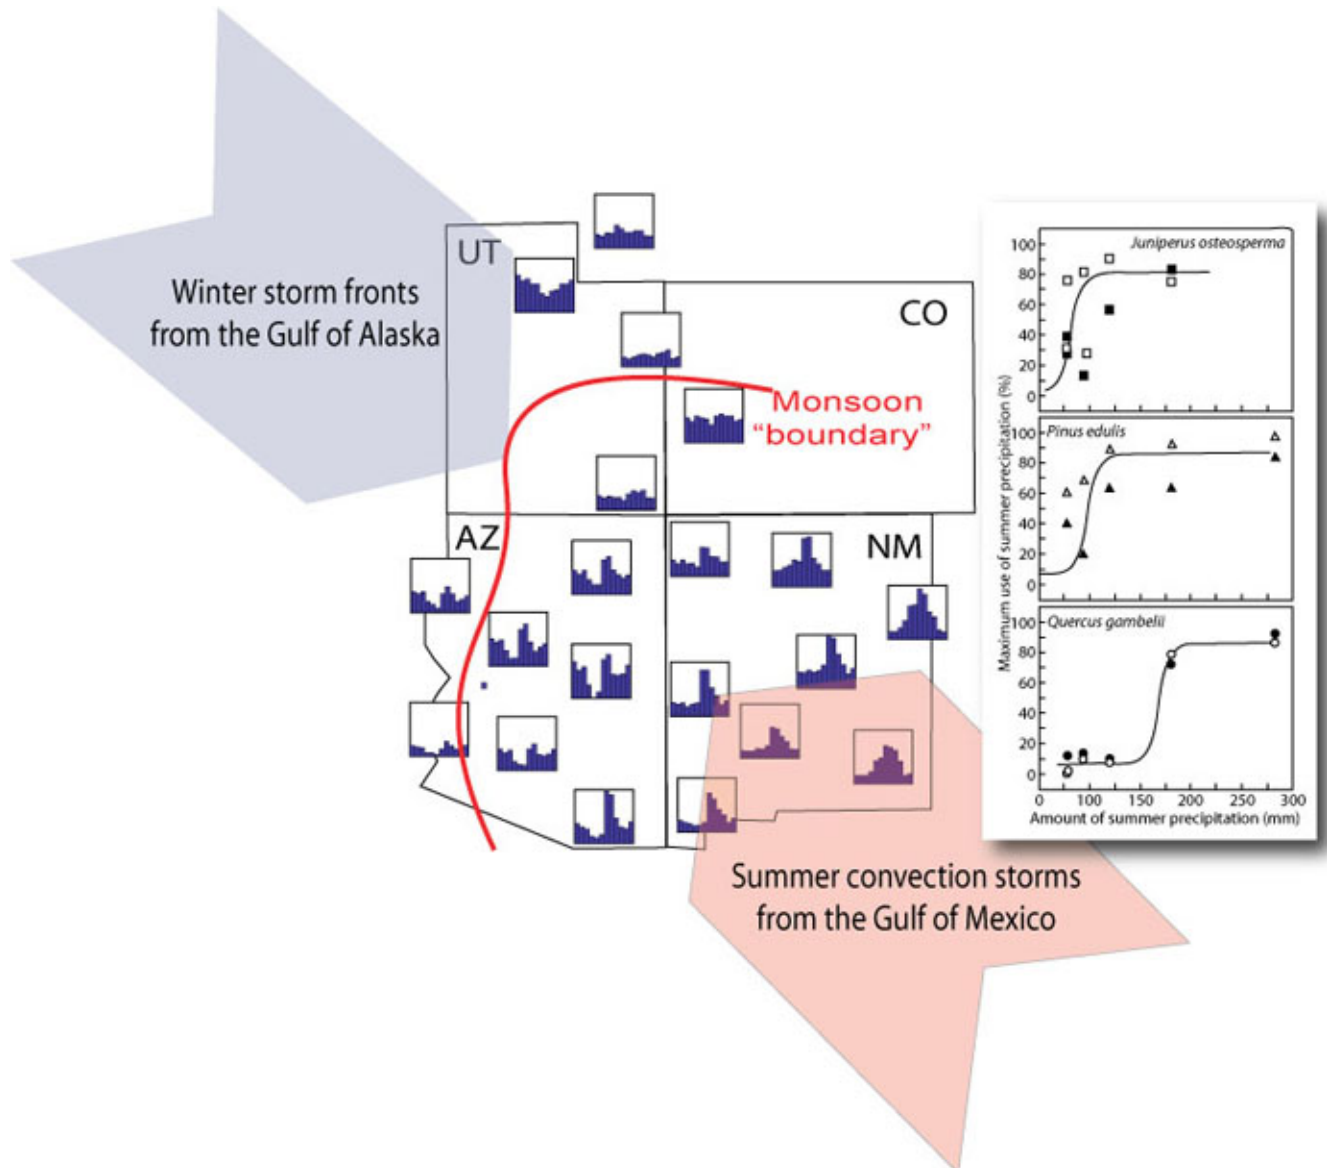 UT
CO
Winter storm fronts
from the Gulf of Alaska
Monsoon
"boundary"
AZ
NM
Summer convection storms
from the Gulf of Mexico
Maximum use of summer precipitation (%)
Juniperus osteosperma
100
80
60
40
20
0
Pinus edulis
100
80
60
40
20
0
Quercus gambelii
100
80
60
40
20
0
0 100 150 200 250 300
Amount of summer precipitation (mm)